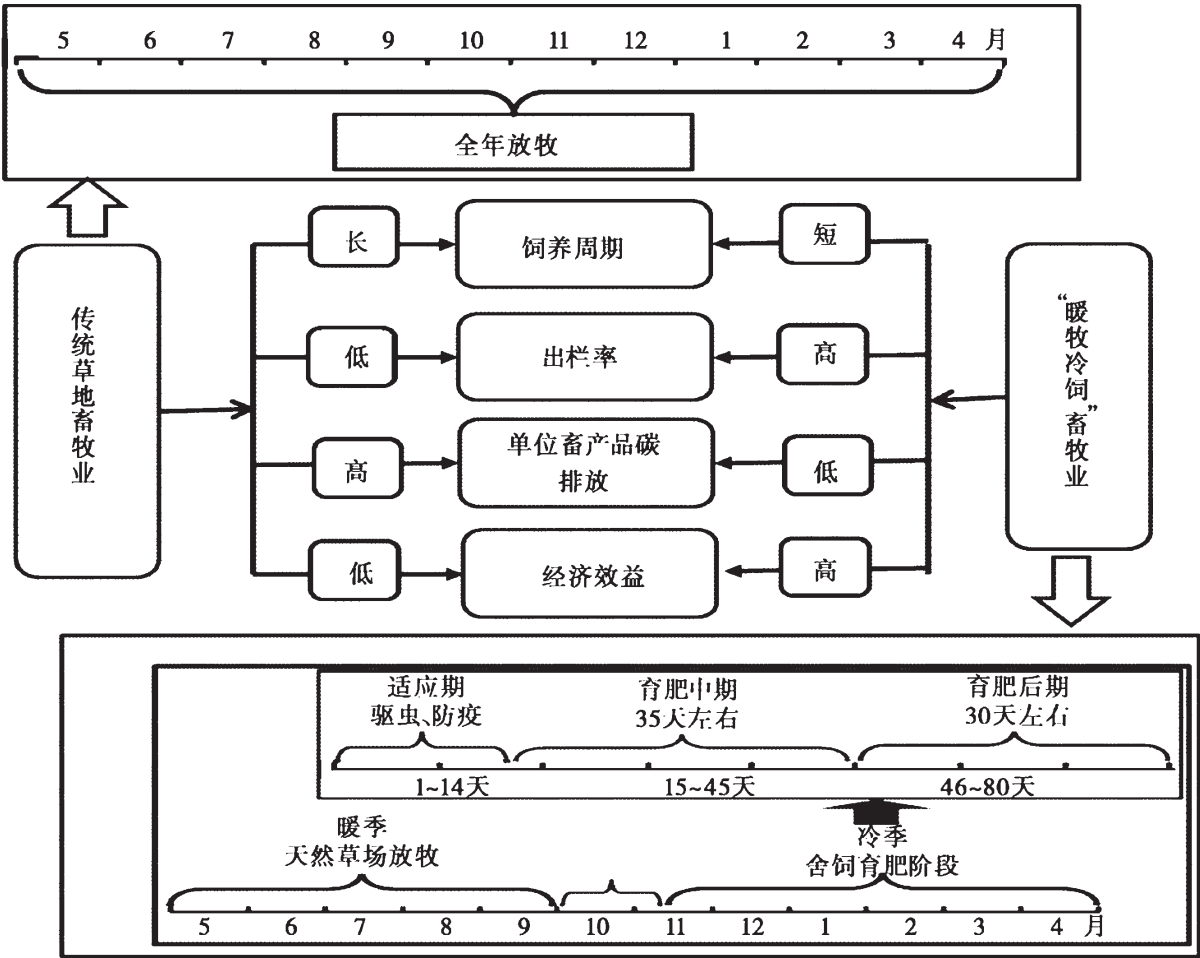 5 6 7 8 9 10 11 12 1 2 3 4 月
全年放牧
传统草地畜牧业
长
饲养周期
短
低
出栏率
高
高
单位畜产品碳
排放
低
低
经济效益
高
“暖牧冷饲”畜牧业
适应期
驱虫、防疫
育肥中期
35天左右
育肥后期
30天左右
1~14天
15~45天
46~80天
暖季
天然草场放牧
冷季
舍饲育肥阶段
5 6 7 8 9 10 11 12 1 2 3 4 月